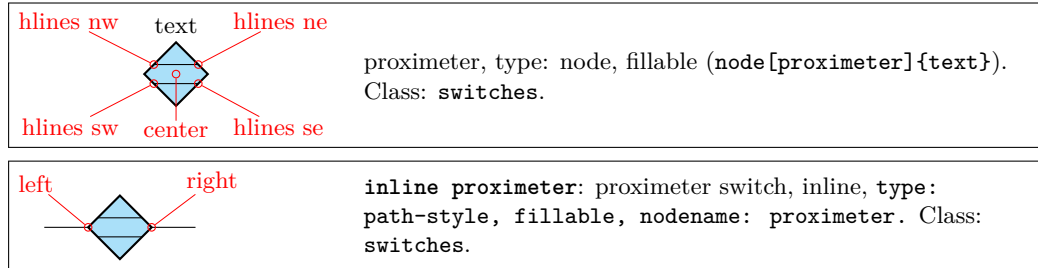 hlines nw text hlines ne
hlines sw center hlines se
proximeter, type: node, fillable (node[proximeter]{text}).
Class: switches.
left right
inline proximeter: proximeter switch, inline, type:
path-style, fillable, nodename: proximeter. Class:
switches.